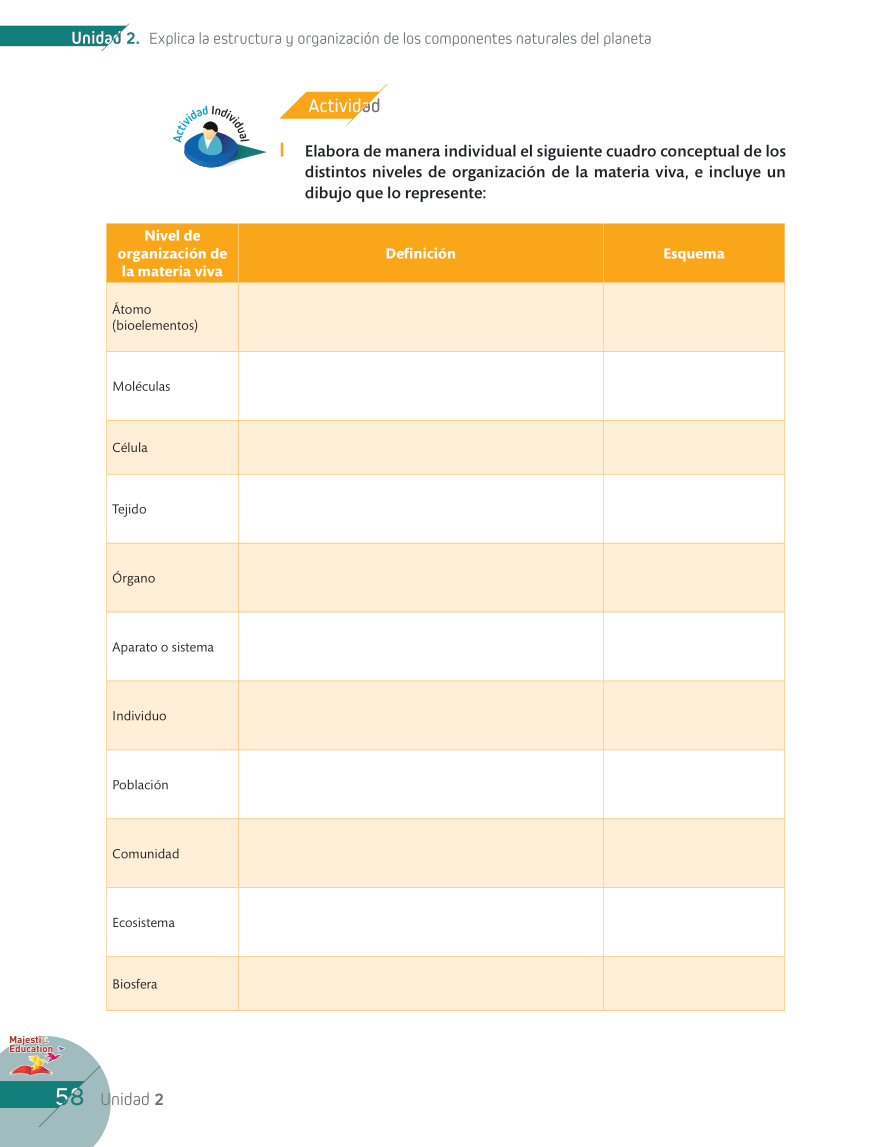 Unidad 2. Explica la estructura y organización de los componentes naturales del planeta
Actividad Individual
Actividad
Elabora de manera individual el siguiente cuadro conceptual de los
distintos niveles de organización de la materia viva, e incluye un
dibujo que lo represente:
Nivel de
organización de
la materia viva
Definición
Esquema
Átomo
(bioelementos)
Moléculas
Célula
Tejido
Órgano
Aparato o sistema
Individuo
Población
Comunidad
Ecosistema
Biosfera
Majestic
Education
58 Unidad 2